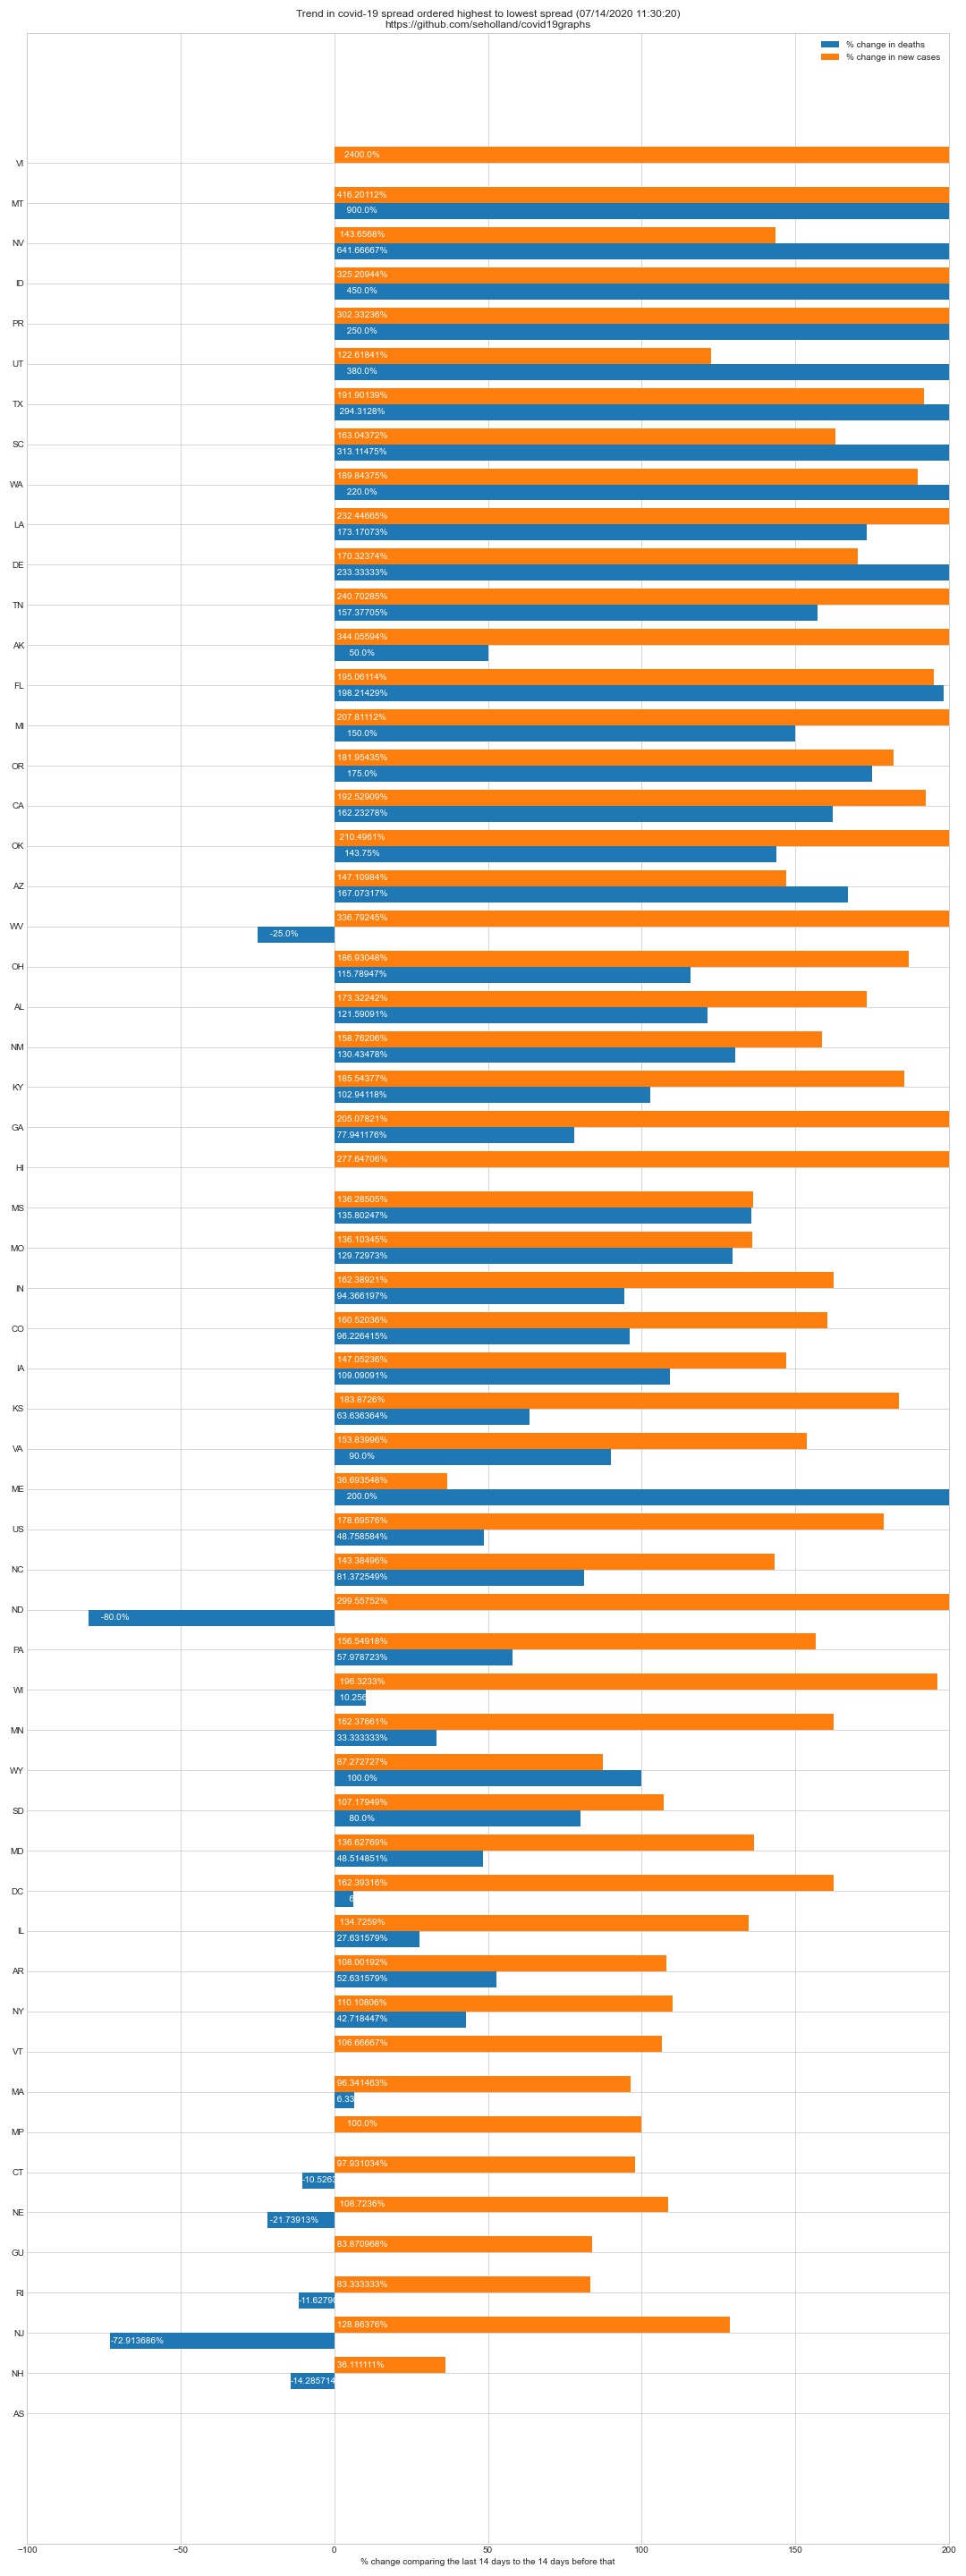 Trend in covid-19 spread ordered highest to lowest spread (07/14/2020 11:30:20)
https://github.com/seholland/covid19graphs
% change in deaths
% change in new cases
2400.0%
VI
416.20112%
MT
900.0%
143.6568%
NV
641.66667%
325.20944%
ID
450.0%
302.33236%
PR
250.0%
122.61841%
UT
380.0%
191.90139%
TX
294.3128%
163.04372%
SC
313.11475%
189.84375%
WA
220.0%
232.44665%
LA
173.17073%
170.32374%
DE
233.33333%
240.70285%
TN
157.37705%
344.05594%
AK
50.0%
195.06114%
FL
198.21429%
207.81112%
MI
150.0%
181.95435%
OR
175.0%
192.52909%
CA
162.23278%
210.4961%
OK
143.75%
147.10984%
AZ
167.07317%
336.79245%
WV
-25.0%
186.93048%
OH
115.78947%
173.32242%
AL
121.59091%
158.76206%
NM
130.43478%
185.54377%
KY
102.94118%
205.07821%
GA
77.941176%
277.64706%
HI
136.28505%
MS
135.80247%
136.10345%
MO
129.72973%
162.38921%
IN
94.366197%
160.52036%
CO
96.226415%
147.05236%
IA
109.09091%
183.8726%
KS
63.636364%
153.83996%
VA
90.0%
36.693548%
ME
200.0%
178.69576%
US
48.758584%
143.38496%
NC
81.372549%
299.55752%
ND
-80.0%
156.54918%
PA
57.978723%
196.3233%
WI
10.256
162.37661%
MN
33.333333%
87.272727%
WY
100.0%
107.17949%
SD
80.0%
136.62769%
MD
48.514851%
162.39316%
DC
6
134.7259%
IL
27.631579%
108.00192%
AR
52.631579%
110.10806%
NY
42.718447%
106.66667%
VT
96.341463%
MA
6.33
100.0%
MP
97.931034%
CT
-10.5263
108.7236%
NE
-21.73913%
83.870968%
GU
83.333333%
RI
-11.62790
128.86376%
NJ
-72.913686%
36.111111%
NH
-14.285714
AS
−100 −50 0 50 100 150 200
% change comparing the last 14 days to the 14 days before that